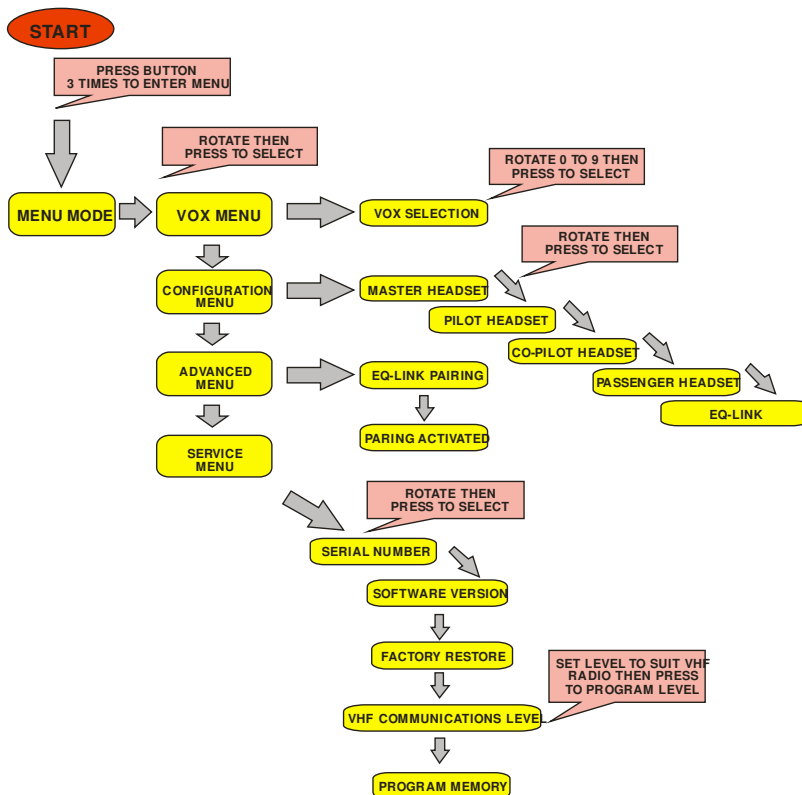 START
PRESS BUTTON
3 TIMES TO ENTER MENU
ROTATE THEN
PRESS TO SELECT
ROTATE 0 TO 9 THEN
PRESS TO SELECT
MENU MODE
VOX MENU
VOX SELECTION
ROTATE THEN
PRESS TO SELECT
CONFIGURATION
MENU
MASTER HEADSET
PILOT HEADSET
CO-PILOT HEADSET
ADVANCED
MENU
EQ-LINK PAIRING
PASSENGER HEADSET
EQ-LINK
PARING ACTIVATED
SERVICE
MENU
ROTATE THEN
PRESS TO SELECT
SERIAL NUMBER
SOFTWARE VERSION
FACTORY RESTORE
SET LEVEL TO SUIT VHF
RADIO THEN PRESS
TO PROGRAM LEVEL
VHF COMMUNICATIONS LEVEL
PROGRAM MEMORY